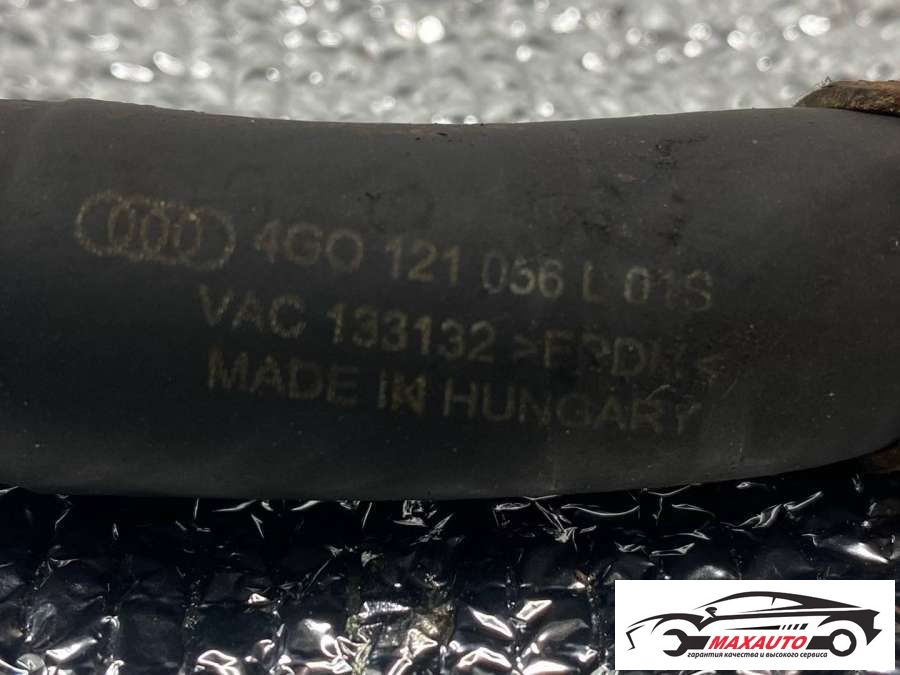 4G0 121 056 L 01S
VAC 133132
MADE IN HUNGARY
MAXAUTO
гарантия качества и высокого сервиса